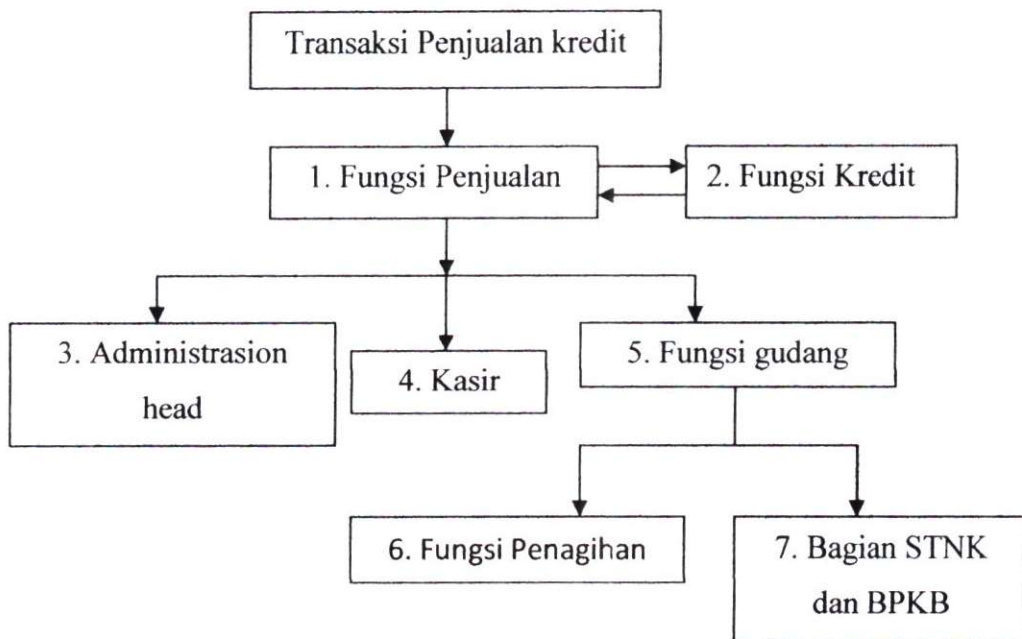 Transaksi Penjualan kredit
1. Fungsi Penjualan
2. Fungsi Kredit
3. Administrasion
head
4. Kasir
5. Fungsi gudang
6. Fungsi Penagihan
7. Bagian STNK
dan BPKB